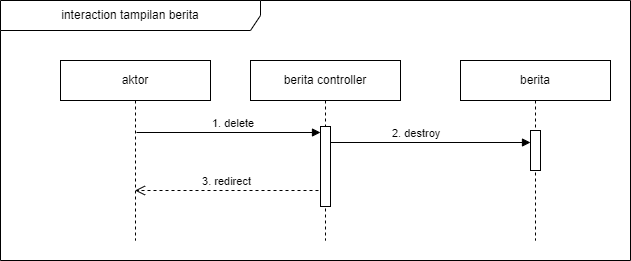 interaction tampilan berita
aktor
berita controller
berita
1. delete
2. destroy
3. redirect